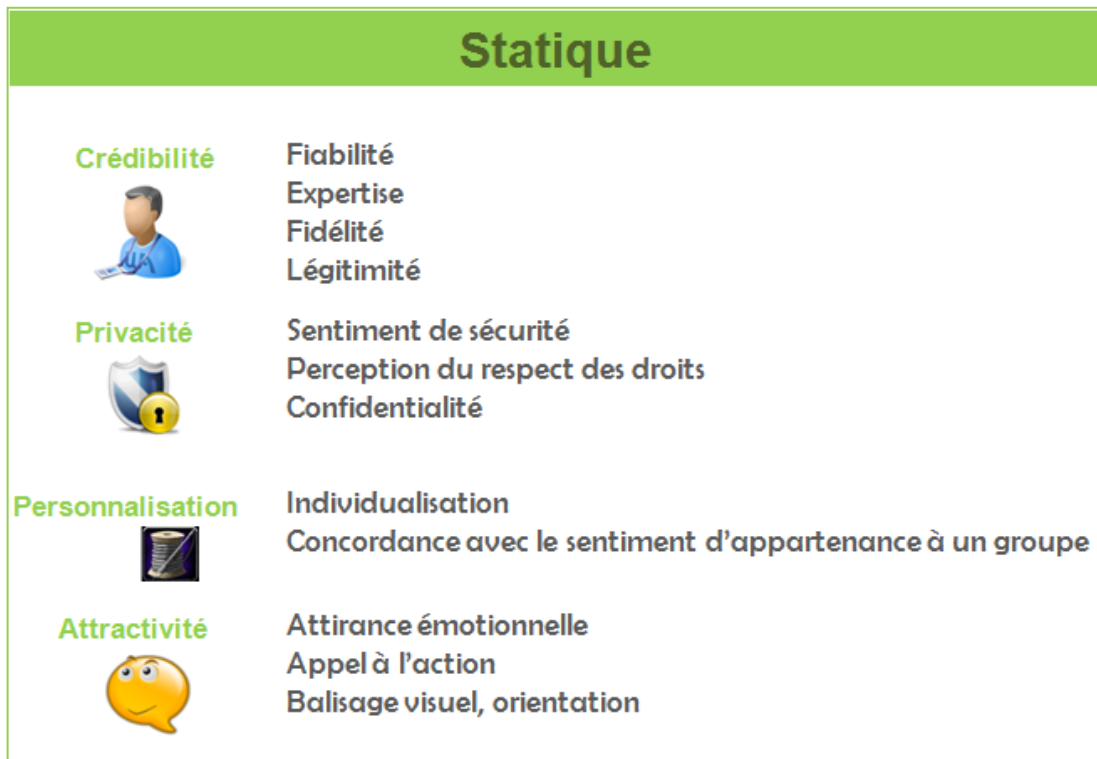 Statique
Crédibilité
Fiabilité
Expertise
Fidélité
Légitimité
Privacité
Sentiment de sécurité
Perception du respect des droits
Confidentialité
Personnalisation
Individualisation
Concordance avec le sentiment d'appartenance à un groupe
Attractivité
Attirance émotionnelle
Appel à l'action
Balisage visuel, orientation